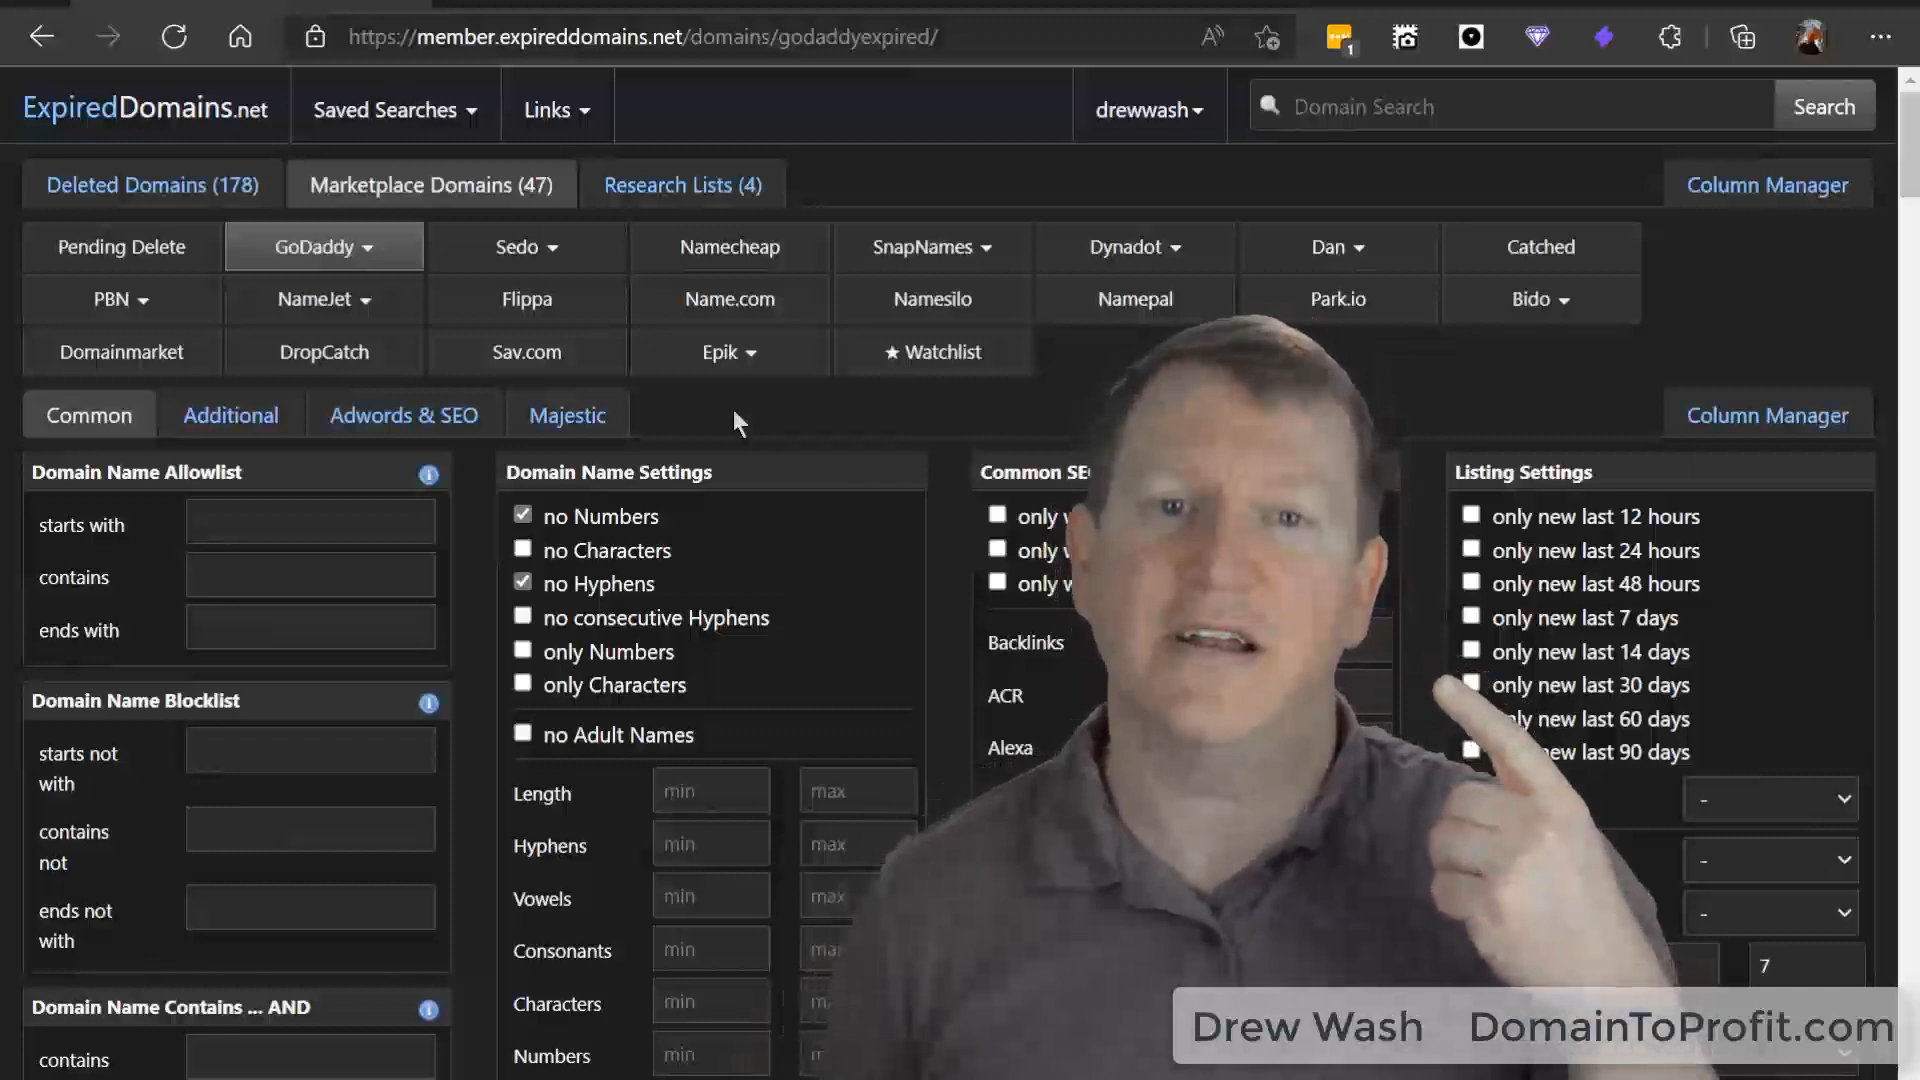 https://member.expireddomains.net/domains/godaddyexpired/
1
ExpiredDomains.net
Saved Searches
Links
drewwash
Domain Search
Search
Deleted Domains (178)
Marketplace Domains (47)
Research Lists (4)
Column Manager
Pending Delete
GoDaddy
Sedo
Namecheap
SnapNames
Dynadot
Dan
Catched
PBN
NameJet
Flippa
Name.com
Namesilo
Namepal
Park.io
Bido
Domainmarket
DropCatch
Sav.com
Epik
★ Watchlist
Common
Additional
Adwords & SEO
Majestic
Column Manager
Domain Name Allowlist
starts with
contains
ends with
Domain Name Blocklist
starts not
with
contains
not
ends not
with
Domain Name Contains ... AND
contains
Domain Name Settings
no Numbers
no Characters
no Hyphens
no consecutive Hyphens
only Numbers
only Characters
no Adult Names
Length min max
Hyphens min max
Vowels min max
Consonants min
Characters min
Numbers min
Common
only
only
only
Backlinks
ACR
Alexa
Listing Settings
only new last 12 hours
only new last 24 hours
only new last 48 hours
only new last 7 days
only new last 14 days
only new last 30 days
only new last 60 days
new last 90 days
-
-
-
7
Drew Wash DomainToProfit.com